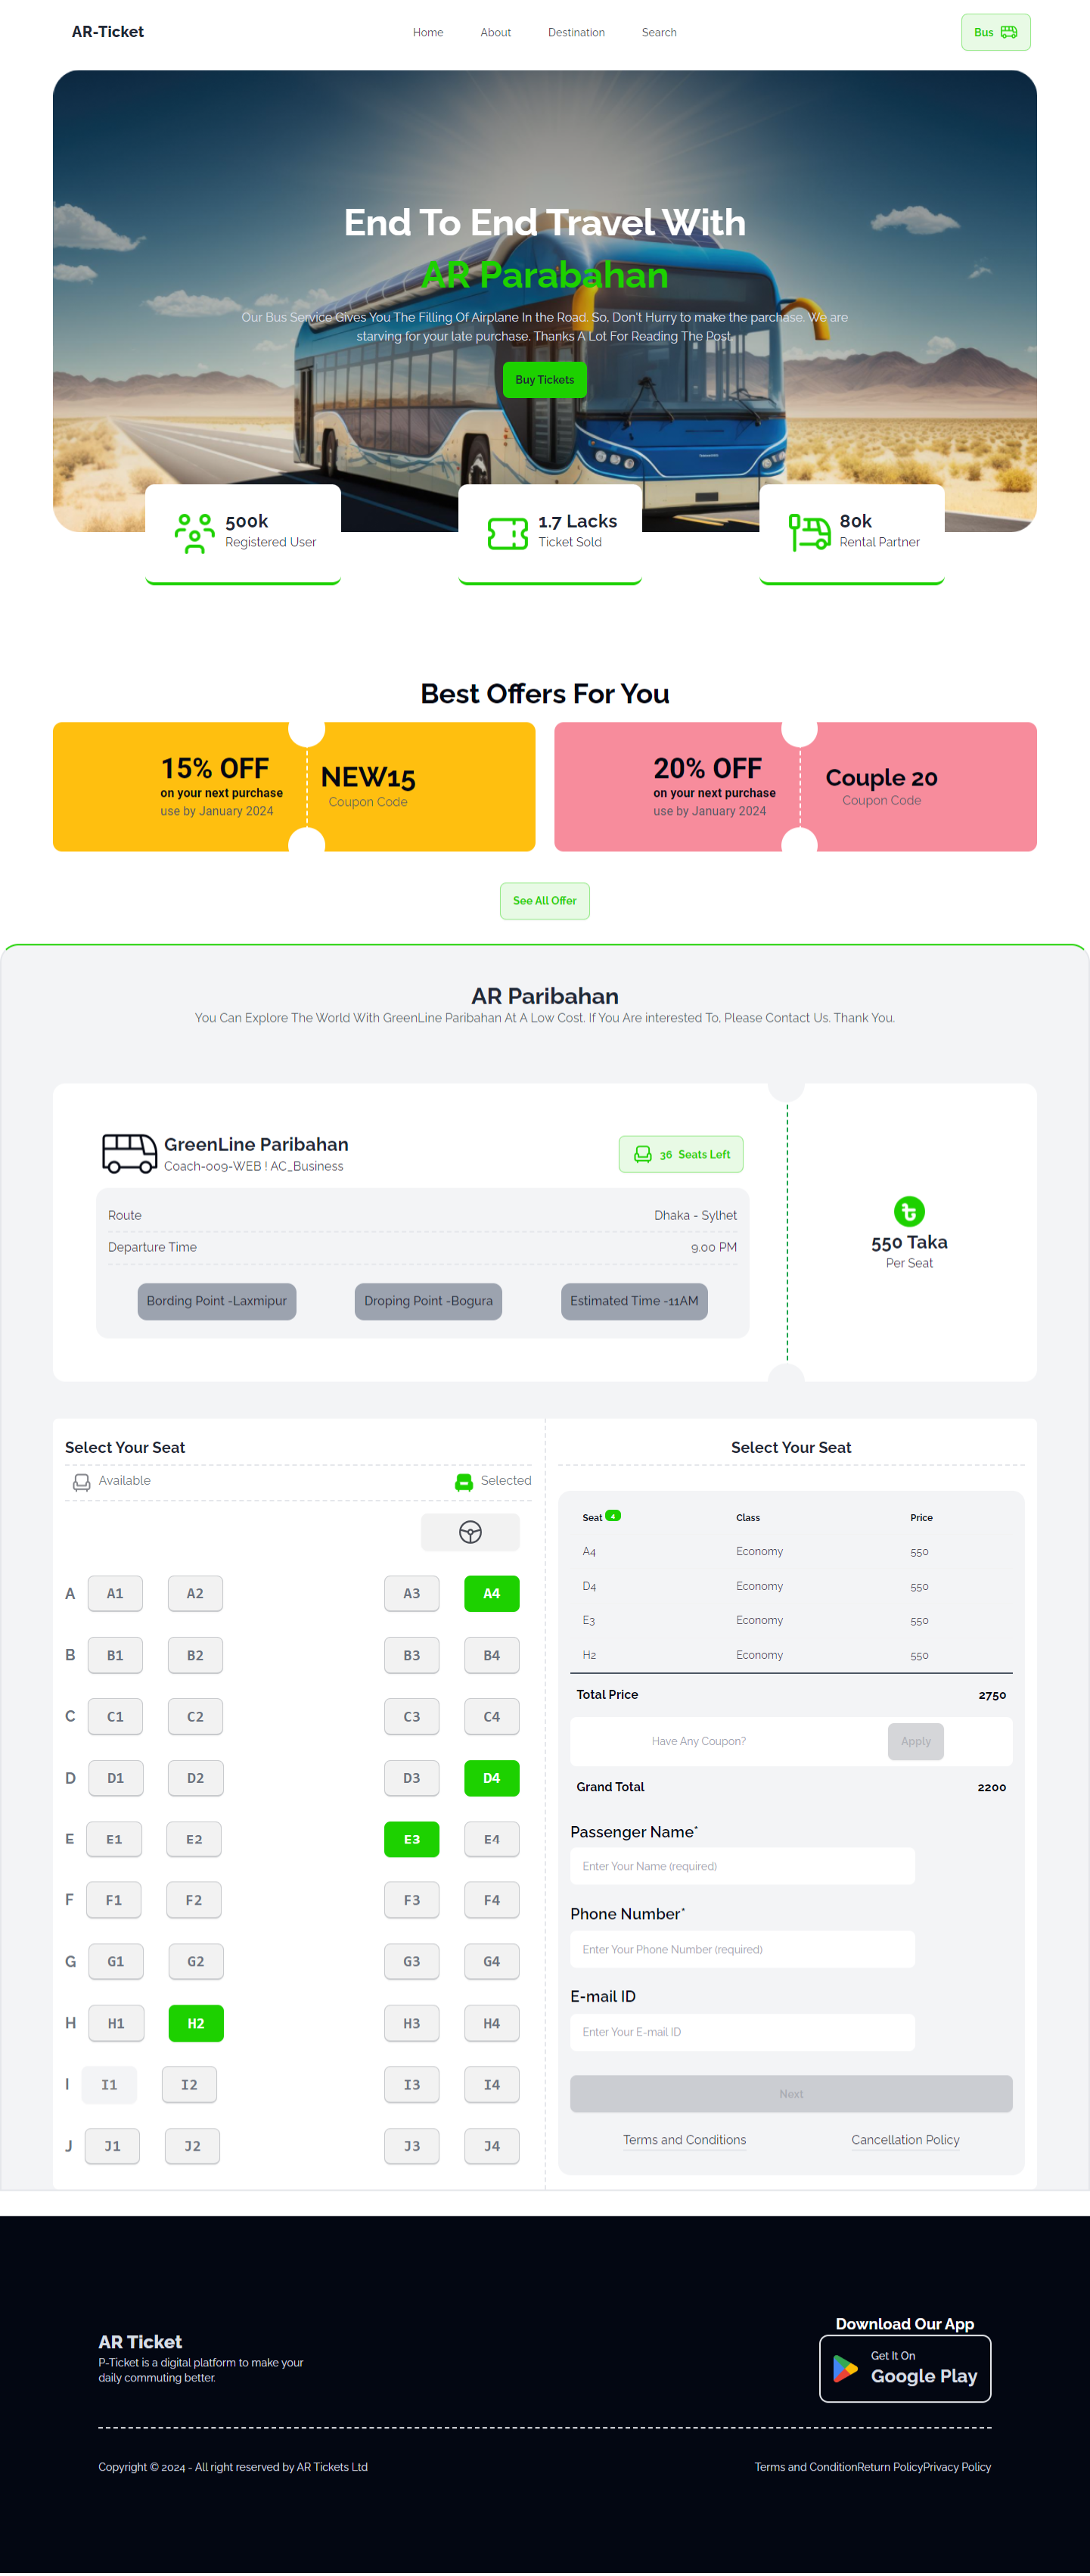 AR-Ticket
Home About Destination Search
Bus
End To End Travel With
AR Parabahan
Our Bus Service Gives You The Filling Of Airplane In the Road. So, Don't Hurry to make the parchase. We are
starving for your late purchase. Thanks A Lot For Reading The Post.
Buy Tickets
500k
Registered User
1.7 Lacks
Ticket Sold
80k
Rental Partner
Best Offers For You
15% OFF
on your next purchase
use by January 2024
NEW15
Coupon Code
20% OFF
on your next purchase
use by January 2024
Couple 20
Coupon Code
See All Offer
AR Paribahan
You Can Explore The World With GreenLine Paribahan At A Low Cost. If You Are interested To, Please Contact Us. Thank You.
GreenLine Paribahan
Coach-009-WEB ! AC_Business
36 Seats Left
Route Dhaka - Sylhet
Departure Time 9.00 PM
Bording Point -Laxmipur
Droping Point -Bogura
Estimated Time -11AM
৳
550 Taka
Per Seat
Select Your Seat
Available Selected
A A1 A2 A3 A4
B B1 B2 B3 B4
C C1 C2 C3 C4
D D1 D2 D3 D4
E E1 E2 E3 E4
F F1 F2 F3 F4
G G1 G2 G3 G4
H H1 H2 H3 H4
I I1 I2 I3 I4
J J1 J2 J3 J4
Select Your Seat
Seat 4 Class Price
A4 Economy 550
D4 Economy 550
E3 Economy 550
H2 Economy 550
Total Price 2750
Have Any Coupon? Apply
Grand Total 2200
Passenger Name*
Enter Your Name (required)
Phone Number*
Enter Your Phone Number (required)
E-mail ID
Enter Your E-mail ID
Next
Terms and Conditions Cancellation Policy
AR Ticket
P-Ticket is a digital platform to make your
daily commuting better.
Download Our App
Get It On
Google Play
Copyright © 2024 - All right reserved by AR Tickets Ltd
Terms and ConditionReturn PolicyPrivacy Policy